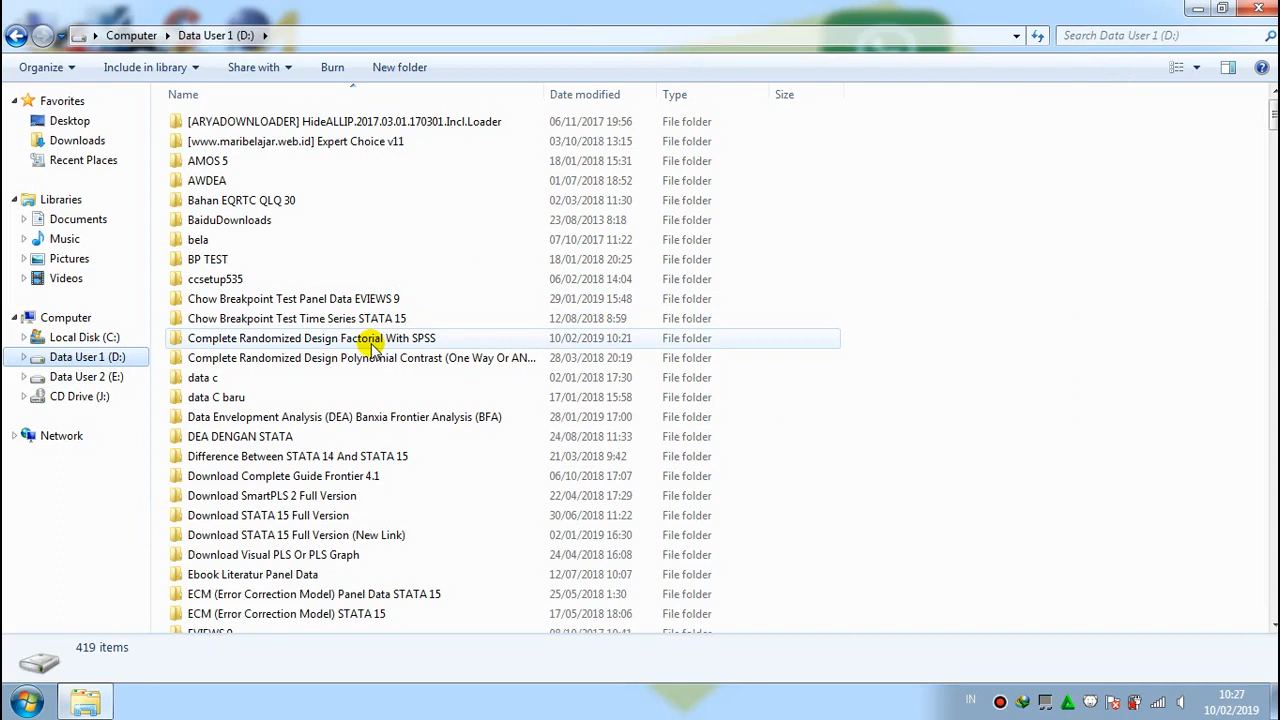 Computer Data User 1 (D:) Search Data User 1 (D:)
Organize Include in library Share with Burn New folder
Name Date modified Type Size
Favorites
Desktop
Downloads
Recent Places
Libraries
Documents
Music
Pictures
Videos
Computer
Local Disk (C:)
Data User 1 (D:)
Data User 2 (E:)
CD Drive (J:)
Network
[ARYADOWNLOADER] HideALLIP.2017.03.01.170301.Incl.Loader 06/11/2017 19:56 File folder
[www.maribelajar.web.id] Expert Choice v11 03/10/2018 13:15 File folder
AMOS 5 18/01/2018 15:31 File folder
AWDEA 01/07/2018 18:52 File folder
Bahan EQRTC QLQ 30 02/03/2018 11:30 File folder
BaiduDownloads 23/08/2013 8:18 File folder
bela 07/10/2017 11:22 File folder
BP TEST 18/01/2018 20:25 File folder
ccsetup535 06/02/2018 14:04 File folder
Chow Breakpoint Test Panel Data EVIEWS 9 29/01/2019 15:48 File folder
Chow Breakpoint Test Time Series STATA 15 12/08/2018 8:59 File folder
Complete Randomized Design Factorial With SPSS 10/02/2019 10:21 File folder
Complete Randomized Design Polynomial Contrast (One Way Or AN... 28/03/2018 20:19 File folder
data c 02/01/2018 17:30 File folder
data C baru 17/01/2018 15:58 File folder
Data Envelopment Analysis (DEA) Banxia Frontier Analysis (BFA) 28/01/2019 17:00 File folder
DEA DENGAN STATA 24/08/2018 11:33 File folder
Difference Between STATA 14 And STATA 15 21/03/2018 9:42 File folder
Download Complete Guide Frontier 4.1 06/10/2018 17:07 File folder
Download SmartPLS 2 Full Version 22/04/2018 17:29 File folder
Download STATA 15 Full Version 30/06/2018 11:22 File folder
Download STATA 15 Full Version (New Link) 02/01/2019 16:30 File folder
Download Visual PLS Or PLS Graph 24/04/2018 16:08 File folder
Ebook Literatur Panel Data 12/07/2018 10:07 File folder
ECM (Error Correction Model) Panel Data STATA 15 25/05/2018 1:30 File folder
ECM (Error Correction Model) STATA 15 17/05/2018 18:06 File folder
EVIEWS 9 08/10/2017 10:41 File folder
419 items
IN 10:27
10/02/2019